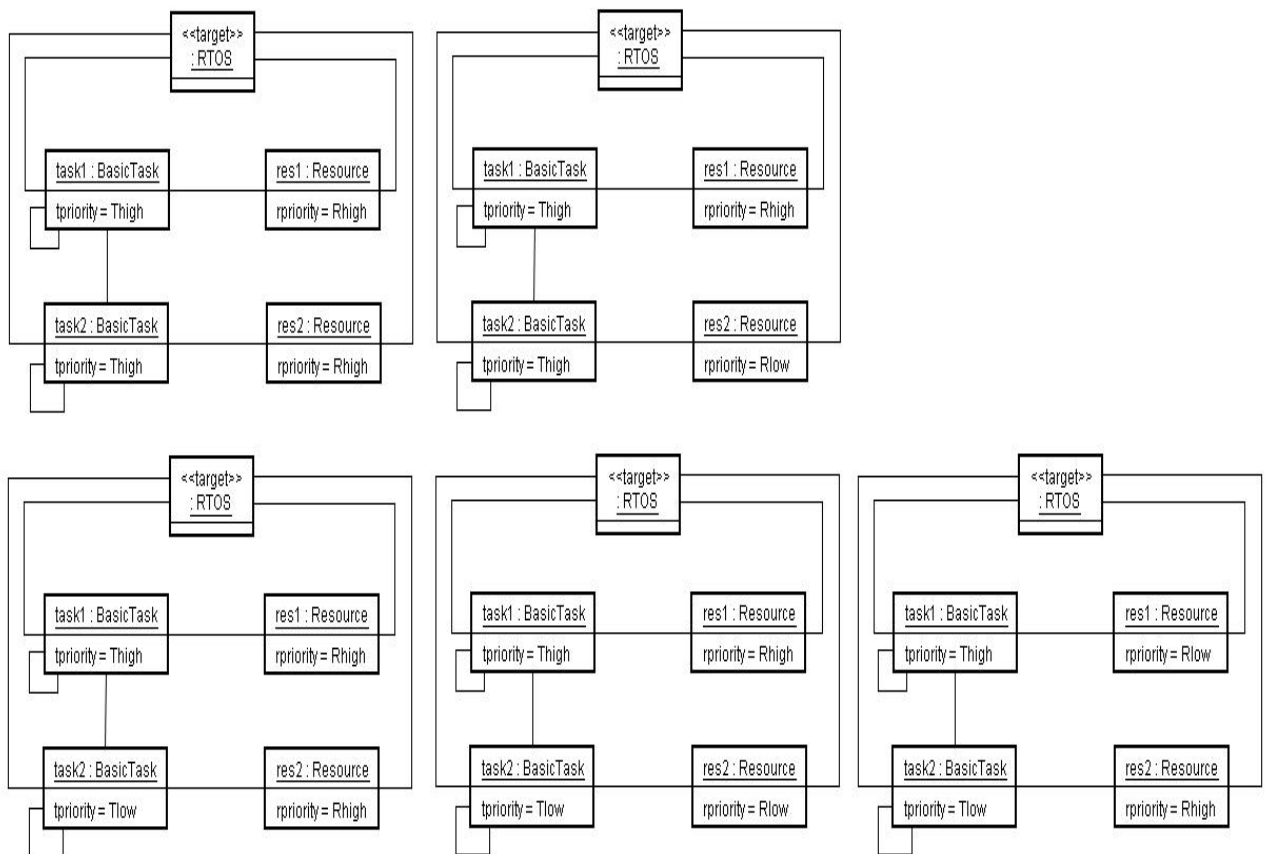 <<target>>
: RTOS
task1 : BasicTask
tpriority = Thigh
res1 : Resource
rpriority = Rhigh
task2 : BasicTask
tpriority = Thigh
res2 : Resource
rpriority = Rhigh
<<target>>
: RTOS
task1 : BasicTask
tpriority = Thigh
res1 : Resource
rpriority = Rhigh
task2 : BasicTask
tpriority = Thigh
res2 : Resource
rpriority = Rlow
<<target>>
: RTOS
task1 : BasicTask
tpriority = Thigh
res1 : Resource
rpriority = Rhigh
task2 : BasicTask
tpriority = Tlow
res2 : Resource
rpriority = Rhigh
<<target>>
: RTOS
task1 : BasicTask
tpriority = Thigh
res1 : Resource
rpriority = Rhigh
task2 : BasicTask
tpriority = Tlow
res2 : Resource
rpriority = Rlow
<<target>>
: RTOS
task1 : BasicTask
tpriority = Thigh
res1 : Resource
rpriority = Rlow
task2 : BasicTask
tpriority = Tlow
res2 : Resource
rpriority = Rhigh